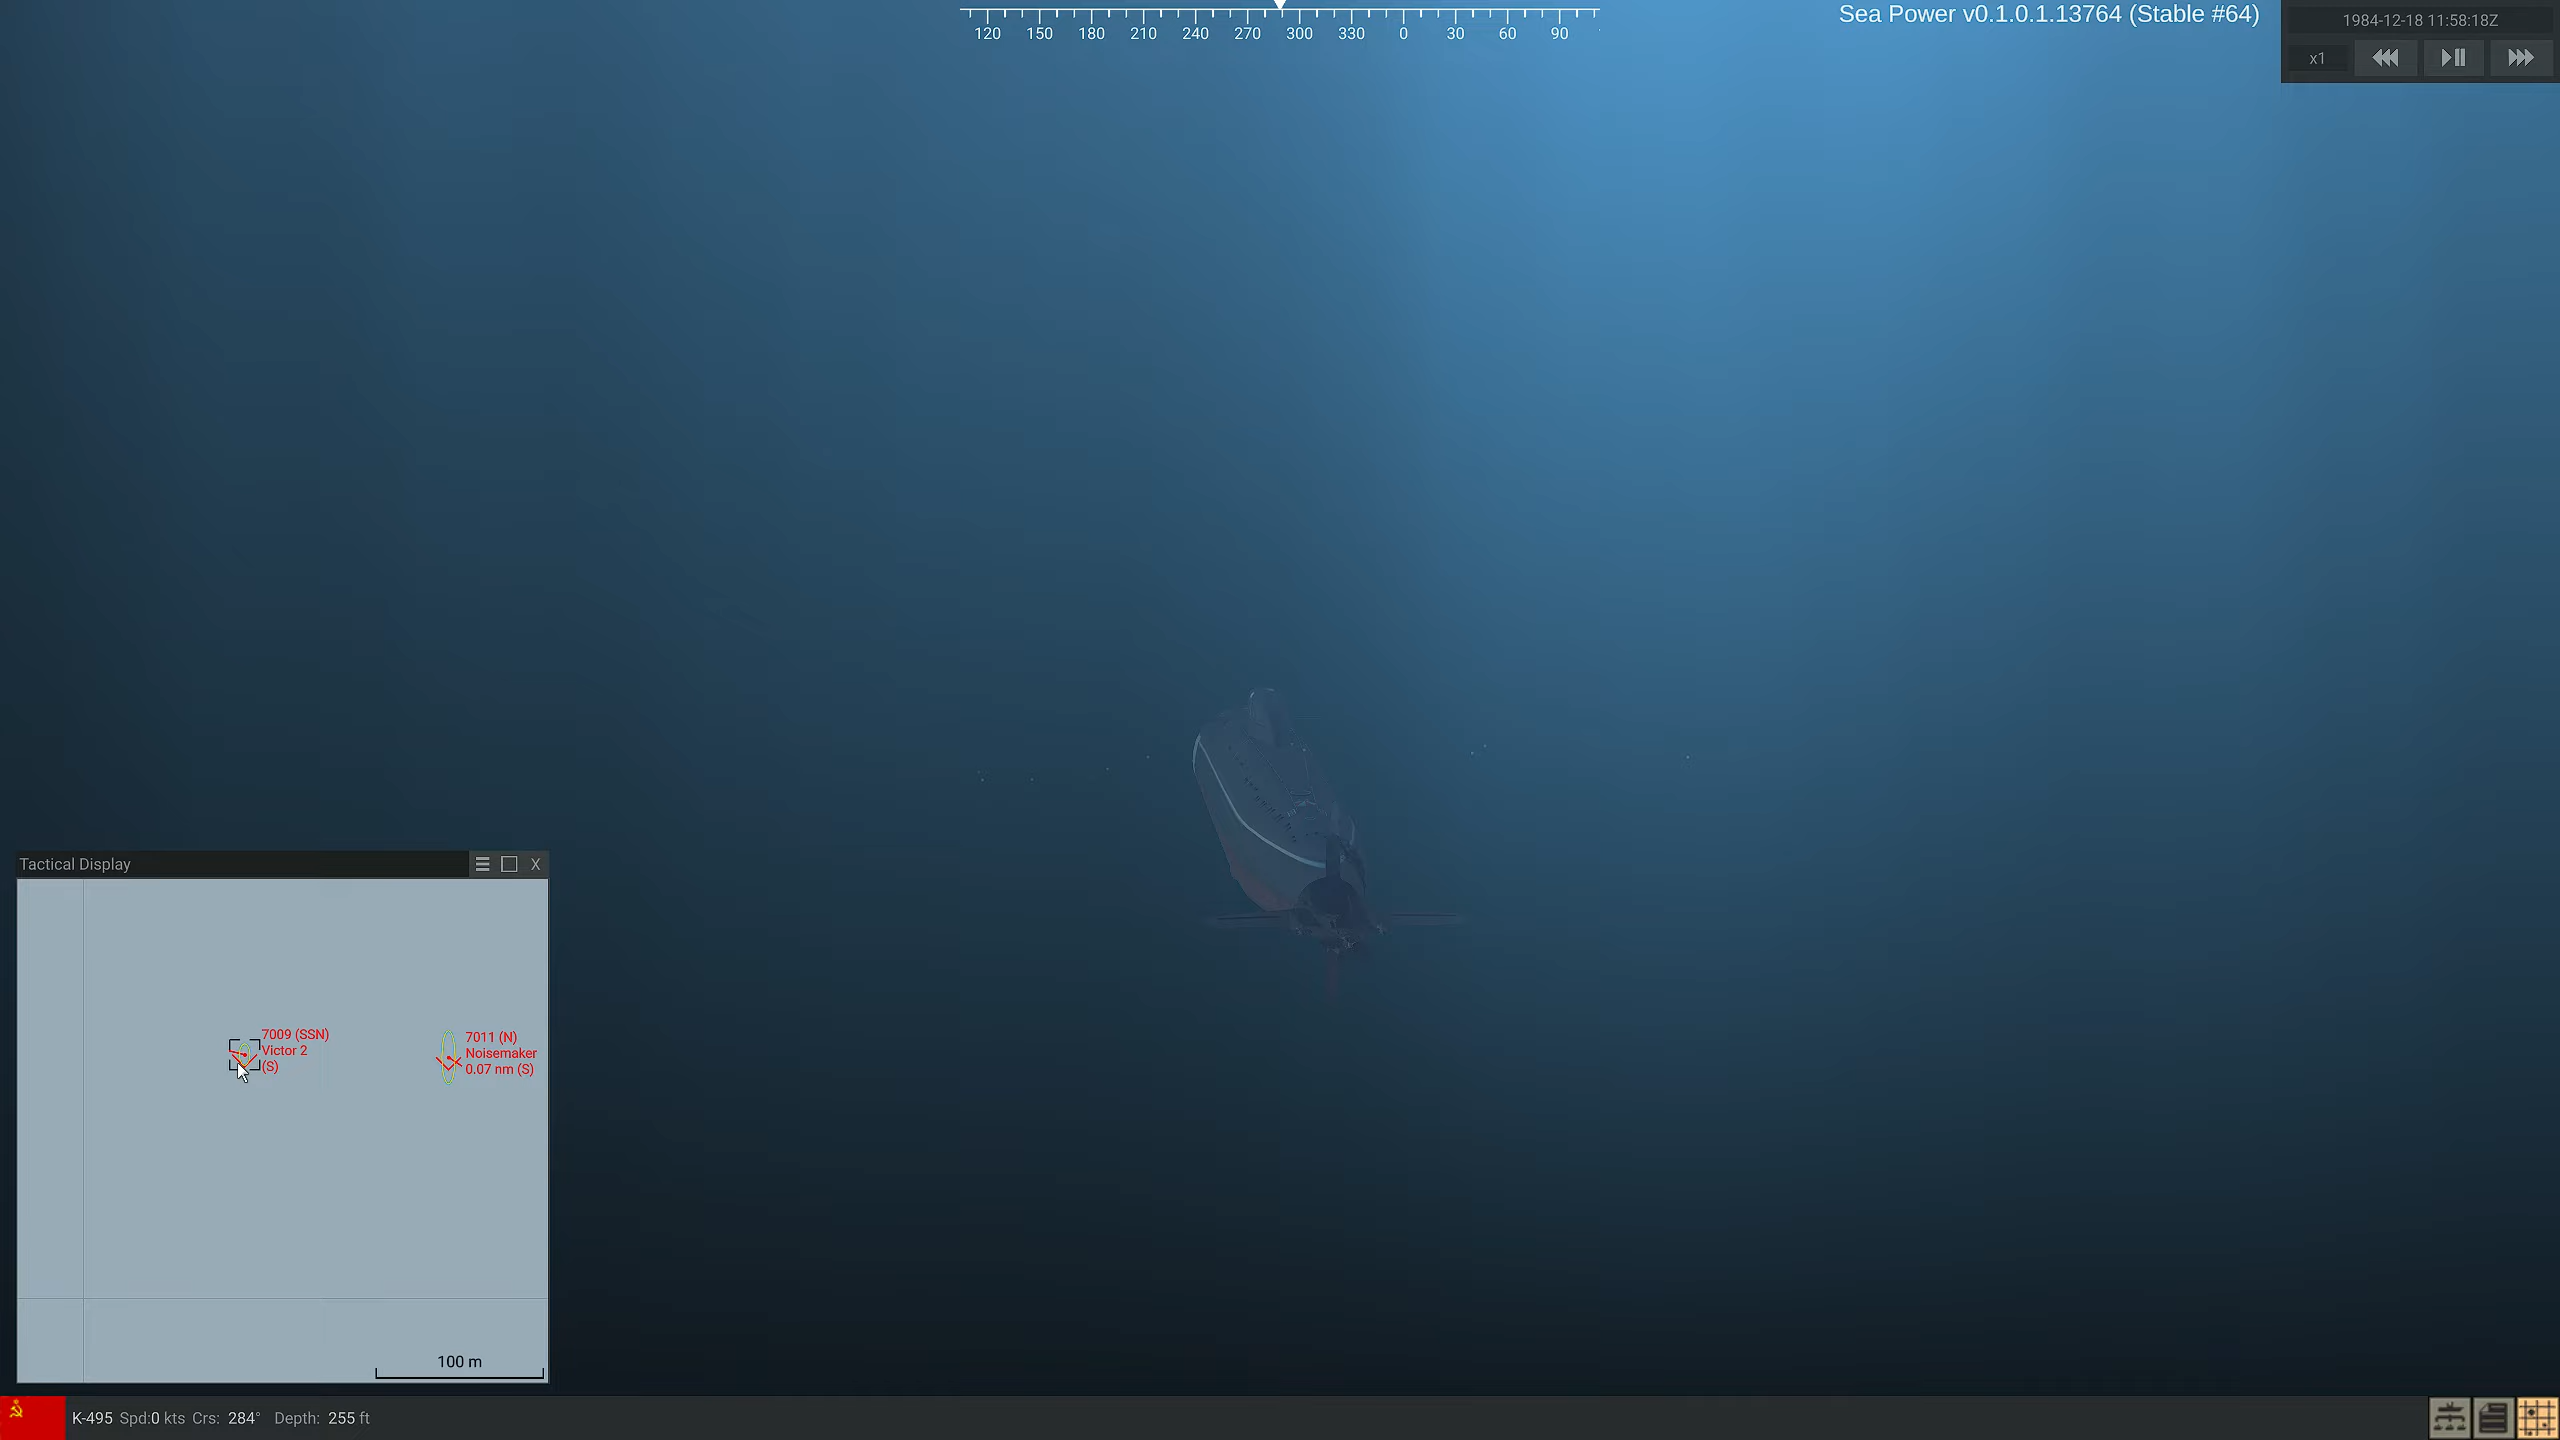 120 150 180 210 240 270 300 330 0 30 60 90
Sea Power v0.1.0.1.13764 (Stable #64)
1984-12-18 11:58:18Z
x1
Tactical Display
X
7009 (SSN)
Victor 2
(S)
7011 (N)
Noisemaker
0.07 nm (S)
100 m
K-495 Spd:0 kts Crs: 284° Depth: 255 ft